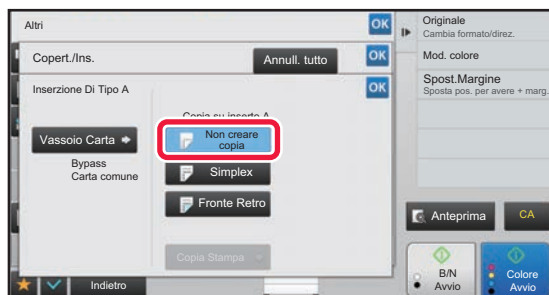 Altri
OK
Copert./Ins.
Annull. tutto
OK
Inserzione Di Tipo A
OK
Copia su inserto A
Vassoio Carta
Bypass
Carta comune
Non creare
copia
Simplex
Fronte Retro
Copia Stampa
Indietro
Originale
Cambia formato/direz.
Mod. colore
Spost.Margine
Sposta pos. per avere + marg.
Anteprima
CA
B/N
Avvio
Colore
Avvio